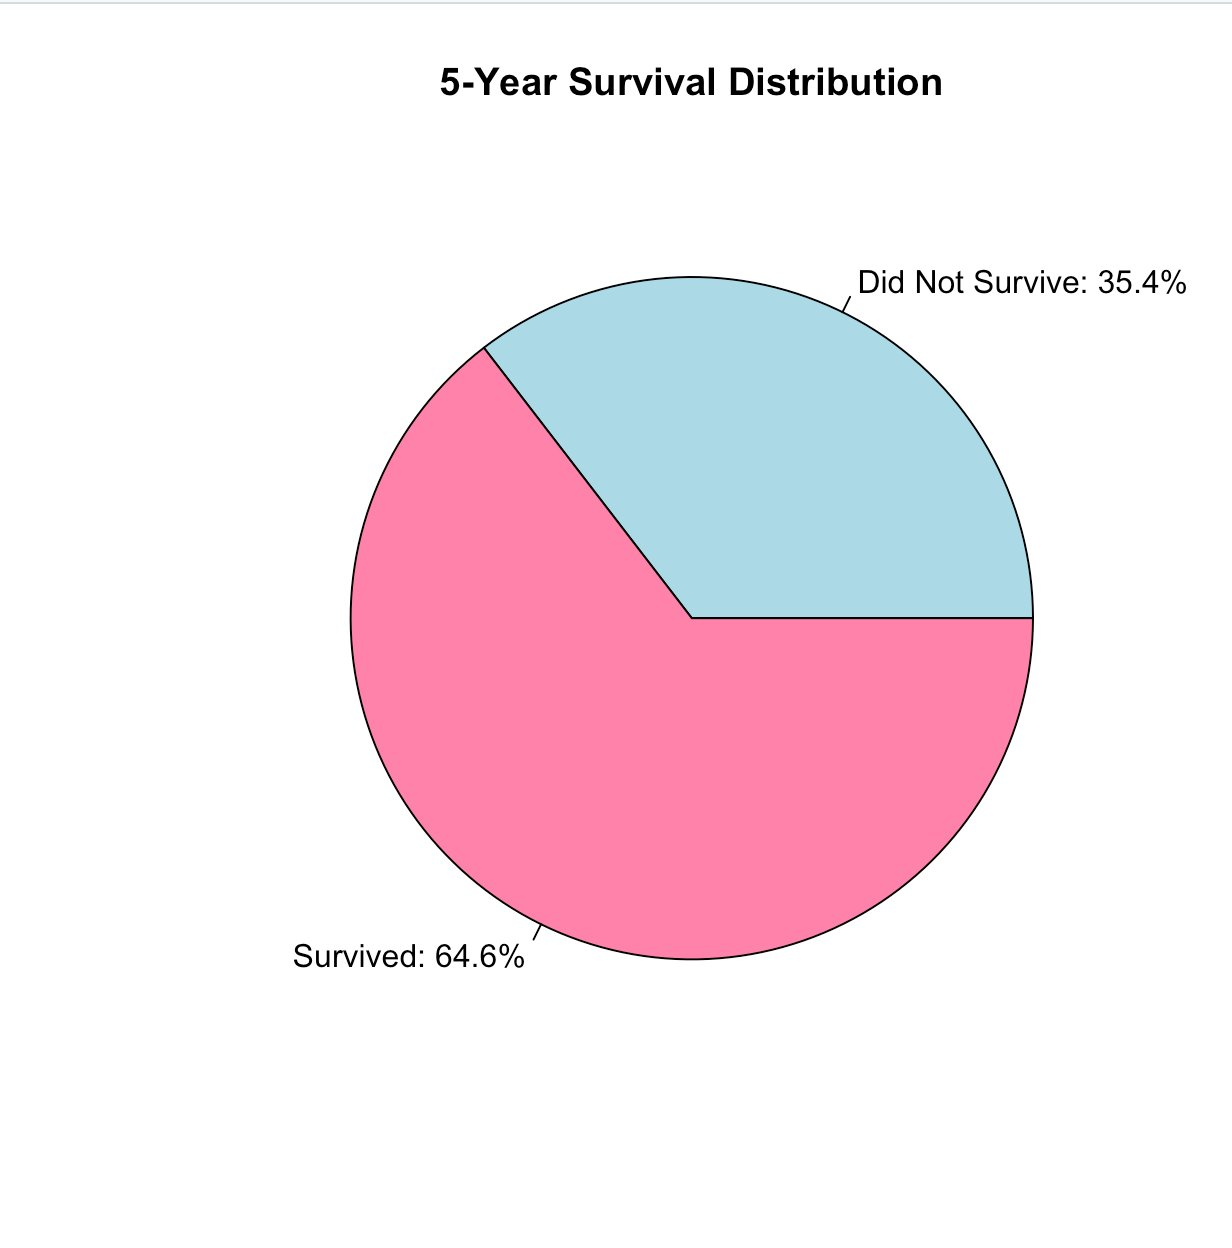 5-Year Survival Distribution
Did Not Survive: 35.4%
Survived: 64.6%